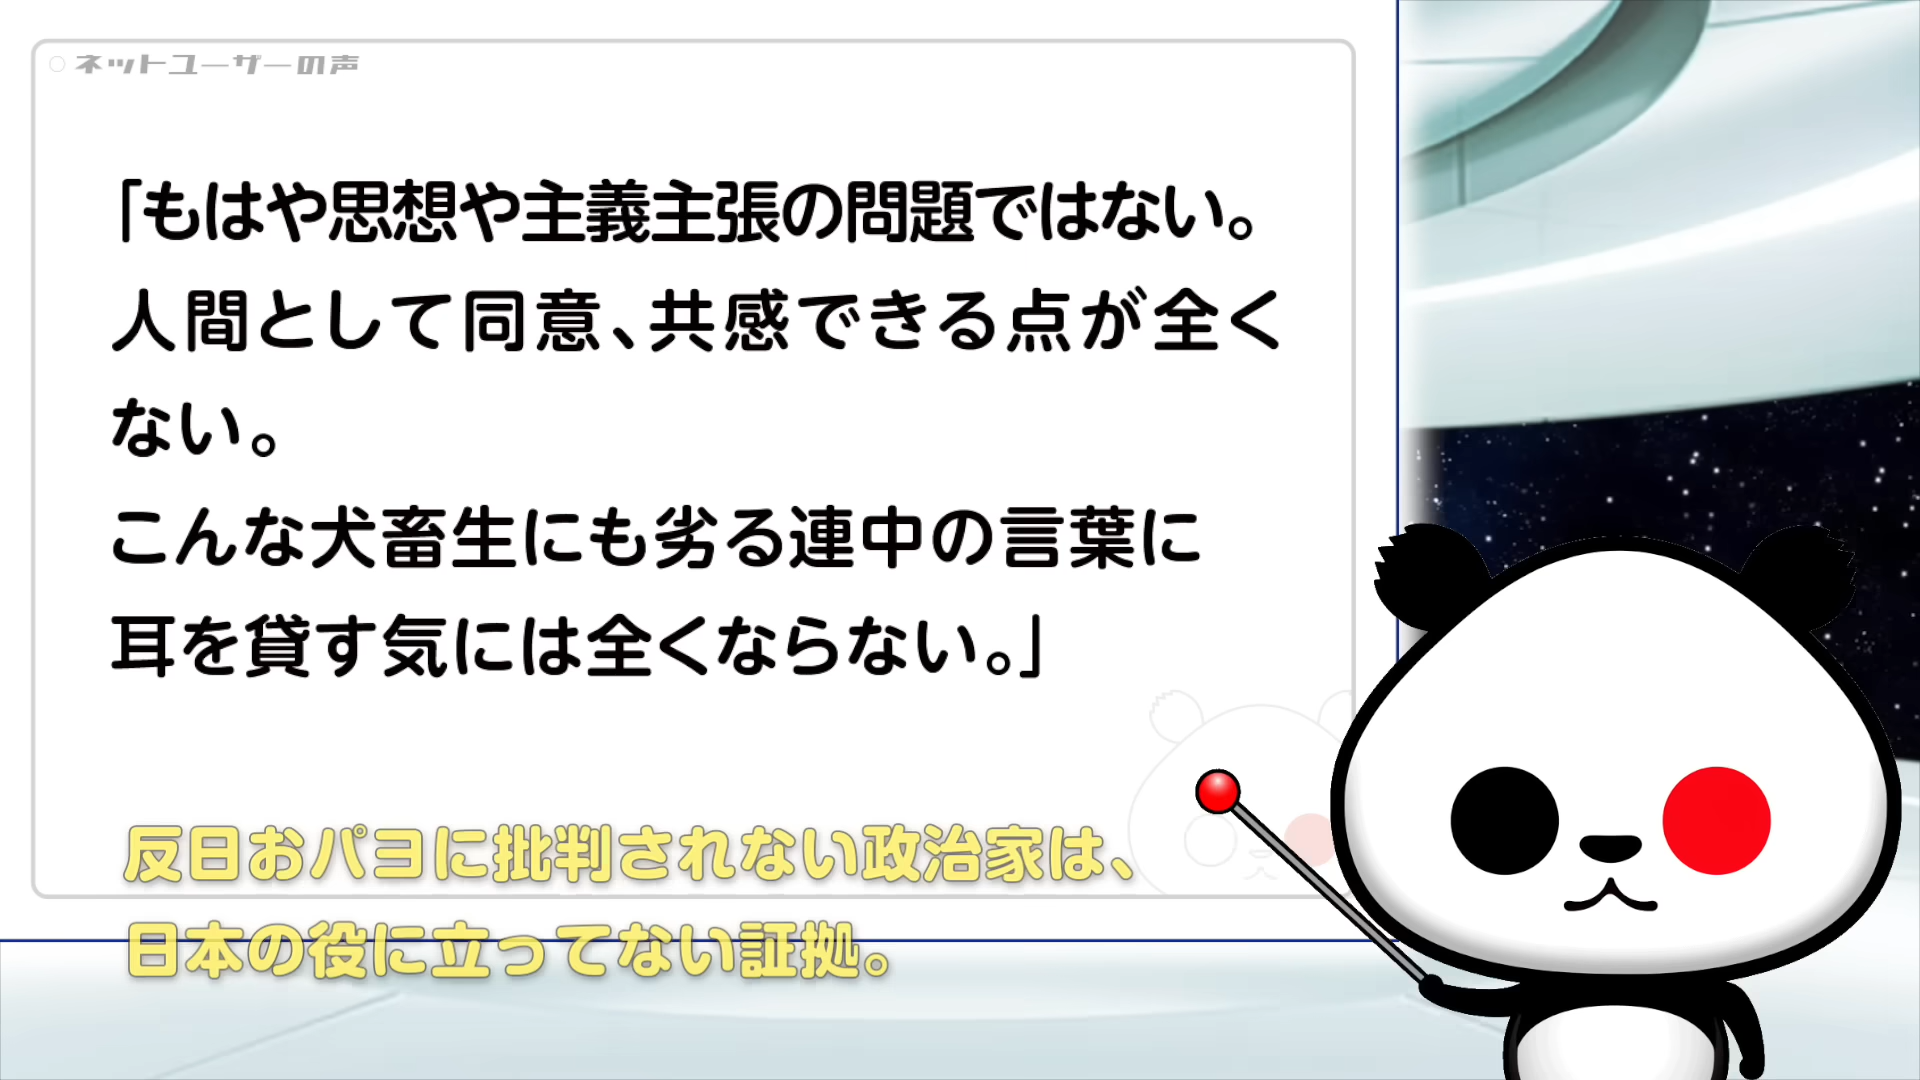 ネットユーザーの声
「もはや思想や主義主張の問題ではない。
人間として同意、共感できる点が全く
ない。
こんな犬畜生にも劣る連中の言葉に
耳を貸す気には全くならない。」
反日おパヨに批判されない政治家は、
日本の役に立ってない証拠。